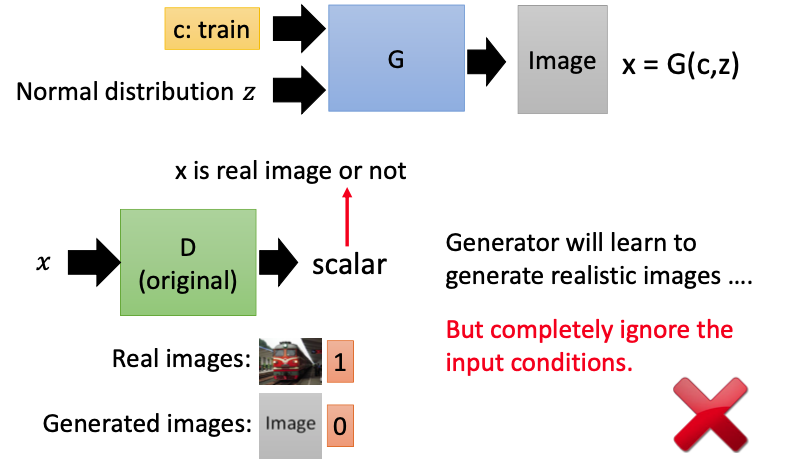 c: train
G
Image
x = G(c,z)
Normal distribution z
x is real image or not
x
D
(original)
scalar
Generator will learn to
generate realistic images ....
But completely ignore the
input conditions.
Real images:
1
Generated images:
Image
0